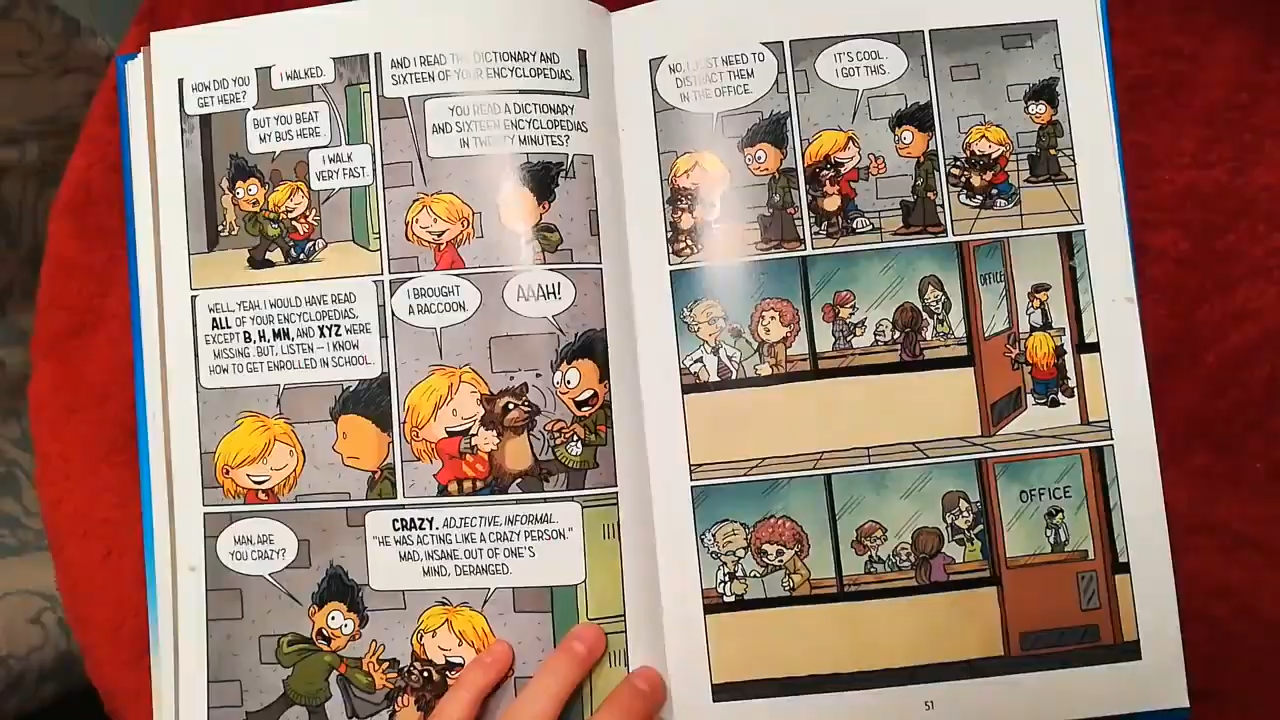 HOW DID YOU
GET HERE?
I WALKED.
BUT YOU BEAT
MY BUS HERE.
I WALK
VERY FAST.
AND I READ THE DICTIONARY AND
SIXTEEN OF YOUR ENCYCLOPEDIAS.
YOU READ A DICTIONARY
AND SIXTEEN ENCYCLOPEDIAS
IN TWENTY MINUTES?
WELL, YEAH. I WOULD HAVE READ
ALL OF YOUR ENCYCLOPEDIAS,
EXCEPT B, H, MN, AND XYZ WERE
MISSING. BUT, LISTEN – I KNOW
HOW TO GET ENROLLED IN SCHOOL.
I BROUGHT
A RACCOON.
AAAH!
MAN, ARE
YOU CRAZY?
CRAZY. ADJECTIVE, INFORMAL.
"HE WAS ACTING LIKE A CRAZY PERSON."
MAD, INSANE. OUT OF ONE'S
MIND, DERANGED.
NO, I JUST NEED TO
DISTRACT THEM
IN THE OFFICE.
IT'S COOL.
I GOT THIS.
OFFICE
OFFICE
51